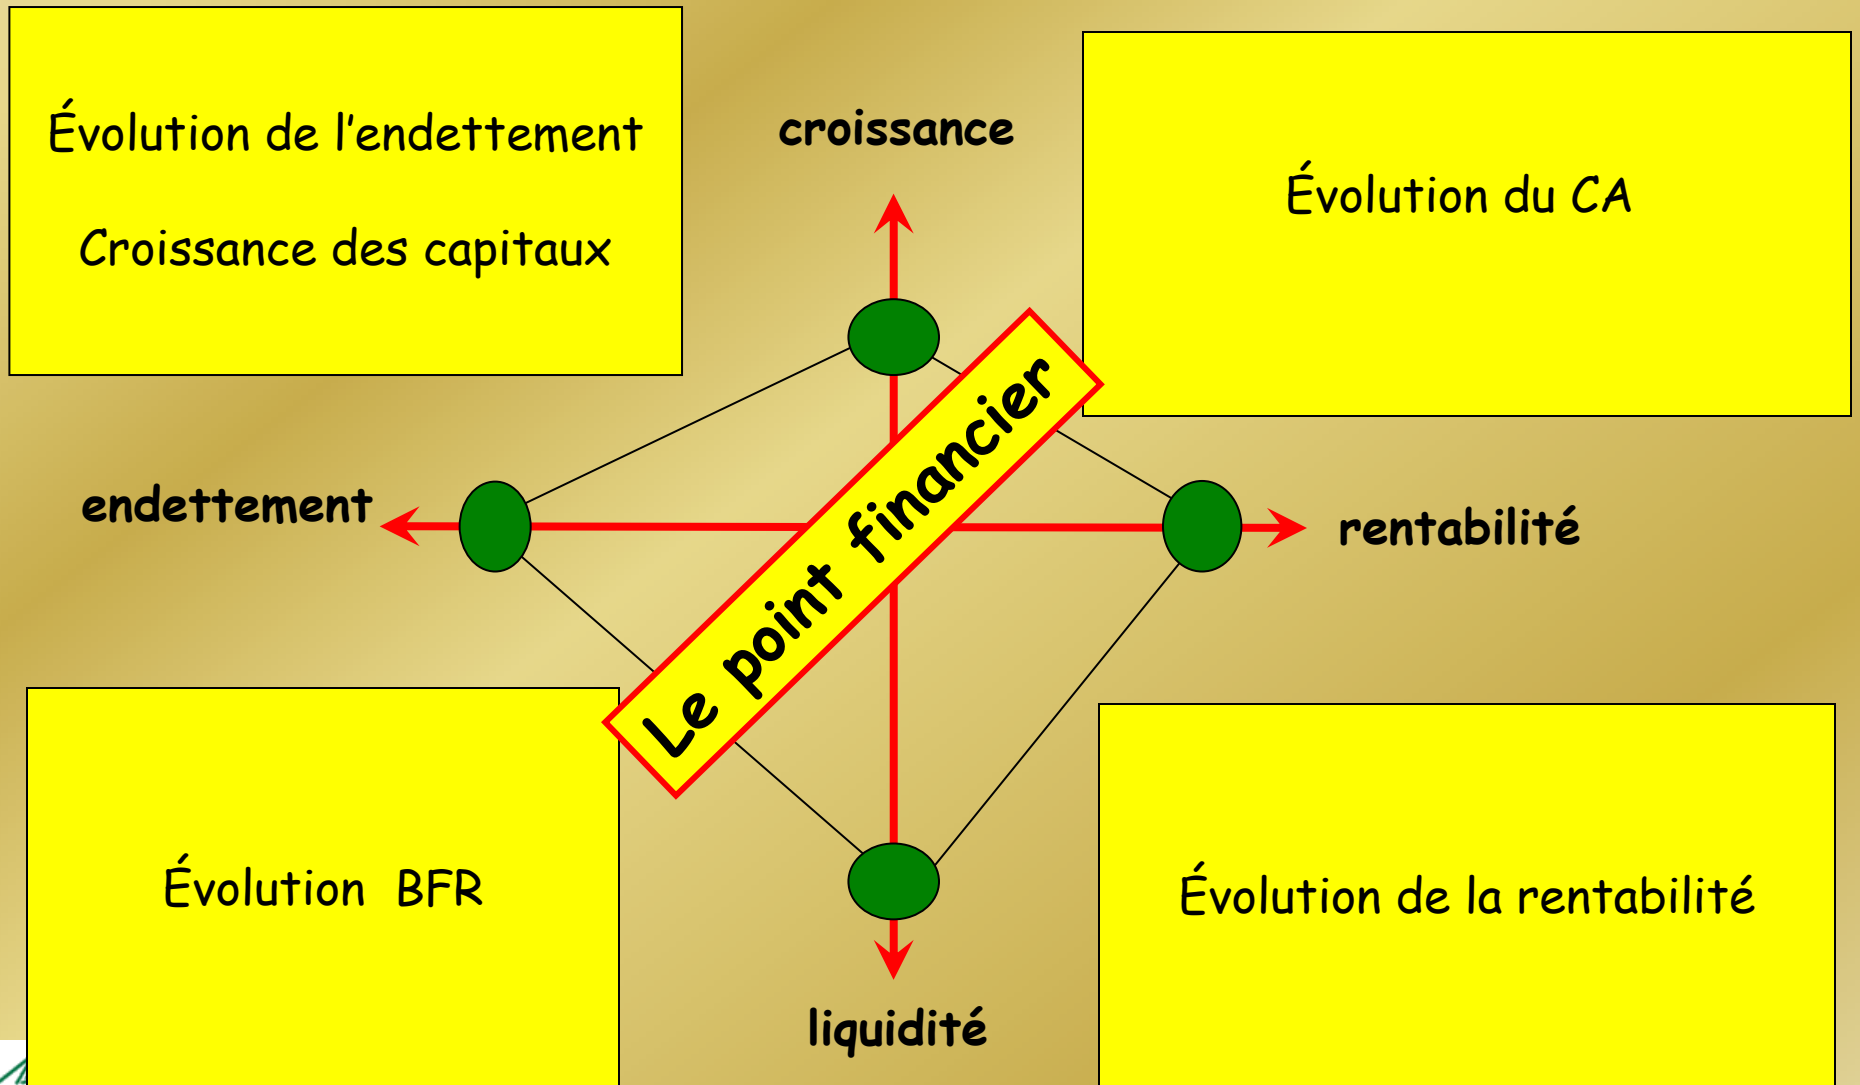 Évolution de l'endettement
Croissance des capitaux
croissance
Évolution du CA
endettement
Le point financier
rentabilité
Évolution BFR
Évolution de la rentabilité
liquidité